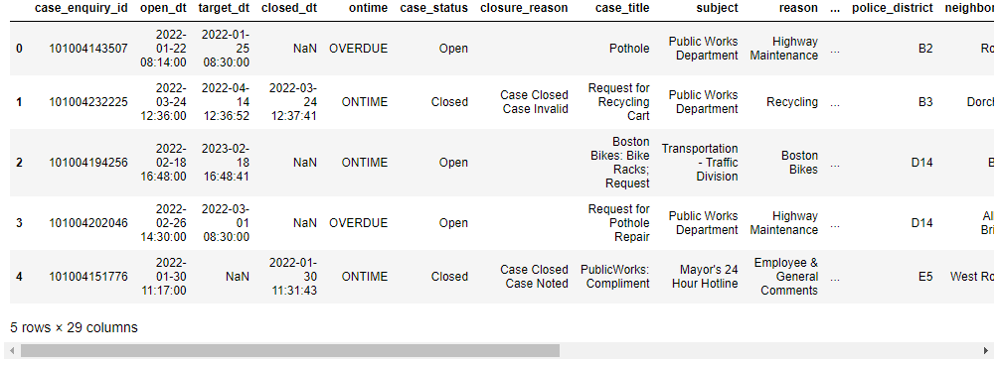 case_enquiry_id open_dt target_dt closed_dt ontime case_status closure_reason case_title subject reason ... police_district neighbor
0 101004143507 2022-01-22 08:14:00 2022-01-25 08:30:00 NaN OVERDUE Open Pothole Public Works Department Highway Maintenance ... B2 Ro
1 101004232225 2022-03-24 12:36:00 2022-04-14 12:36:52 2022-03-24 12:37:41 ONTIME Closed Case Closed Case Invalid Request for Recycling Cart Public Works Department Recycling ... B3 Dorch
2 101004194256 2022-02-18 16:48:00 2023-02-18 16:48:41 NaN ONTIME Open Boston Bikes: Bike Racks; Request Transportation - Traffic Division Boston Bikes ... D14 B
3 101004202046 2022-02-26 14:30:00 2022-03-01 08:30:00 NaN OVERDUE Open Request for Pothole Repair Public Works Department Highway Maintenance ... D14 Al Bri
4 101004151776 2022-01-30 11:17:00 NaN 2022-01-30 11:31:43 ONTIME Closed Case Closed Case Noted PublicWorks: Compliment Mayor's 24 Hour Hotline Employee & General Comments ... E5 West Ro
5 rows × 29 columns